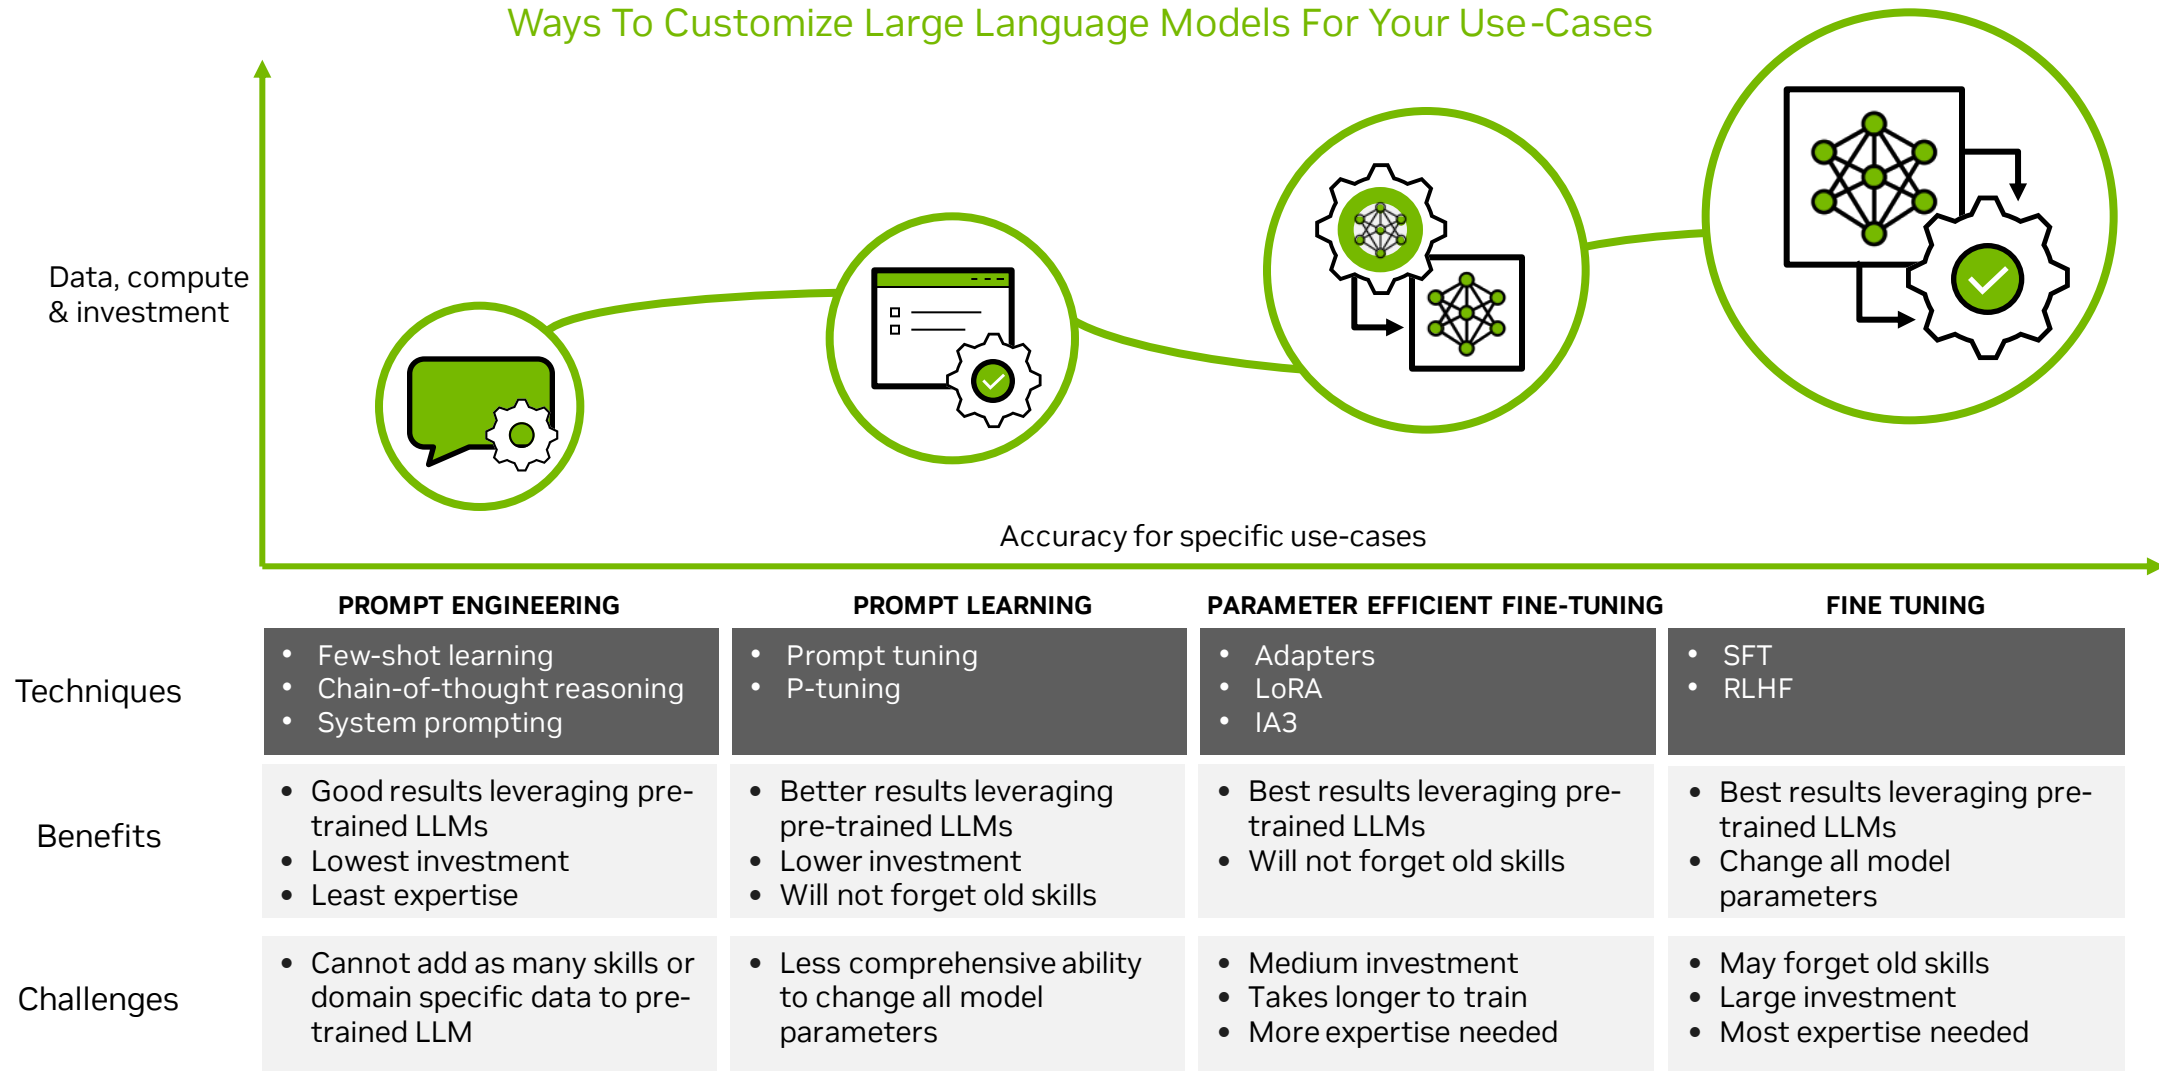 Ways To Customize Large Language Models For Your Use-Cases
Data, compute
& investment
Accuracy for specific use-cases
PROMPT ENGINEERING
PROMPT LEARNING
PARAMETER EFFICIENT FINE-TUNING
FINE TUNING
Techniques
• Few-shot learning
• Chain-of-thought reasoning
• System prompting
• Prompt tuning
• P-tuning
• Adapters
• LoRA
• IA3
• SFT
• RLHF
Benefits
• Good results leveraging pre-
trained LLMs
• Lowest investment
• Least expertise
• Better results leveraging
pre-trained LLMs
• Lower investment
• Will not forget old skills
• Best results leveraging pre-
trained LLMs
• Will not forget old skills
• Best results leveraging pre-
trained LLMs
• Change all model
parameters
Challenges
• Cannot add as many skills or
domain specific data to pre-
trained LLM
• Less comprehensive ability
to change all model
parameters
• Medium investment
• Takes longer to train
• More expertise needed
• May forget old skills
• Large investment
• Most expertise needed